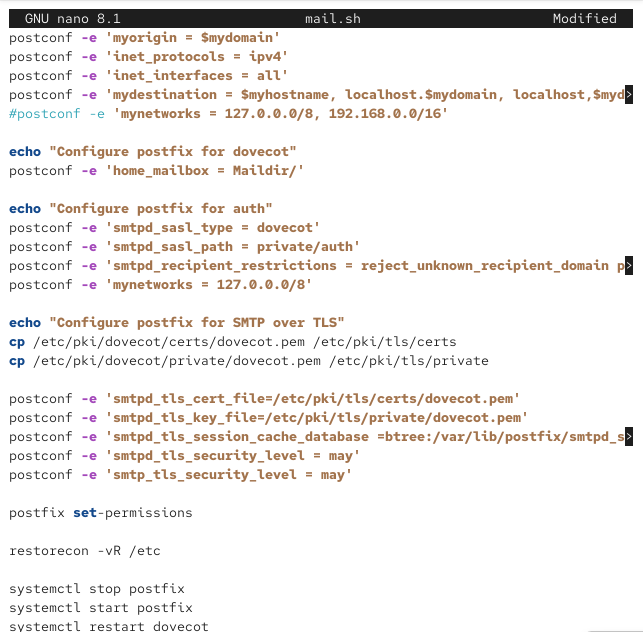 GNU nano 8.1 mail.sh Modified
postconf -e 'myorigin = $mydomain'
postconf -e 'inet_protocols = ipv4'
postconf -e 'inet_interfaces = all'
postconf -e 'mydestination = $myhostname, localhost.$mydomain, localhost,$myd>
#postconf -e 'mynetworks = 127.0.0.0/8, 192.168.0.0/16'
echo "Configure postfix for dovecot"
postconf -e 'home_mailbox = Maildir/'
echo "Configure postfix for auth"
postconf -e 'smtpd_sasl_type = dovecot'
postconf -e 'smtpd_sasl_path = private/auth'
postconf -e 'smtpd_recipient_restrictions = reject_unknown_recipient_domain p>
postconf -e 'mynetworks = 127.0.0.0/8'
echo "Configure postfix for SMTP over TLS"
cp /etc/pki/dovecot/certs/dovecot.pem /etc/pki/tls/certs
cp /etc/pki/dovecot/private/dovecot.pem /etc/pki/tls/private
postconf -e 'smtpd_tls_cert_file=/etc/pki/tls/certs/dovecot.pem'
postconf -e 'smtpd_tls_key_file=/etc/pki/tls/private/dovecot.pem'
postconf -e 'smtpd_tls_session_cache_database =btree:/var/lib/postfix/smtpd_s>
postconf -e 'smtpd_tls_security_level = may'
postconf -e 'smtp_tls_security_level = may'
postfix set-permissions
restorecon -vR /etc
systemctl stop postfix
systemctl start postfix
systemctl restart dovecot